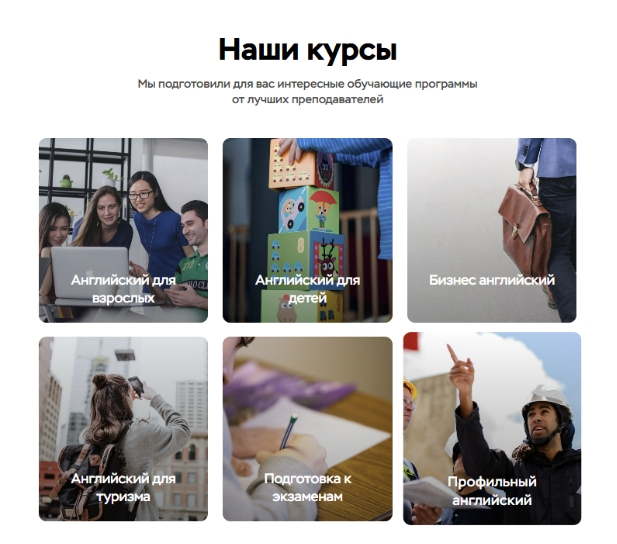 Наши курсы
Мы подготовили для вас интересные обучающие программы
от лучших преподавателей
Английский для
взрослых
Английский для
детей
Бизнес английский
Английский для
туризма
Подготовка к
экзаменам
Профильный
английский